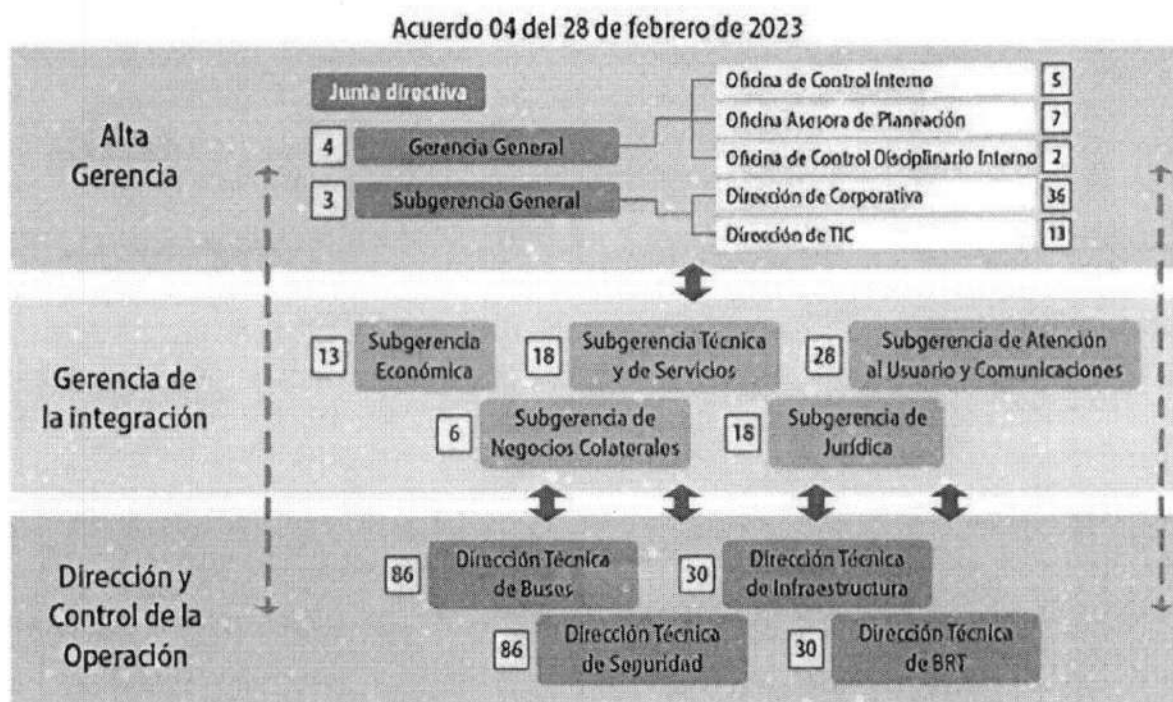 Acuerdo 04 del 28 de febrero de 2023
Alta
Gerencia
Junta directiva
4
Gerencia General
3
Subgerencia General
Oficina de Control Interno
5
Oficina Asesora de Planeación
7
Oficina de Control Disciplinario Interno
2
Dirección de Corporativa
36
Dirección de TIC
13
Gerencia de
la integración
13
Subgerencia
Económica
18
Subgerencia Técnica
y de Servicios
28
Subgerencia de Atención
al Usuario y Comunicaciones
6
Subgerencia de
Negocios Colaterales
18
Subgerencia de
Jurídica
Dirección y
Control de la
Operación
86
Dirección Técnica
de Buses
30
Dirección Técnica
de Infraestructura
86
Dirección Técnica
de Seguridad
30
Dirección Técnica
de BRT